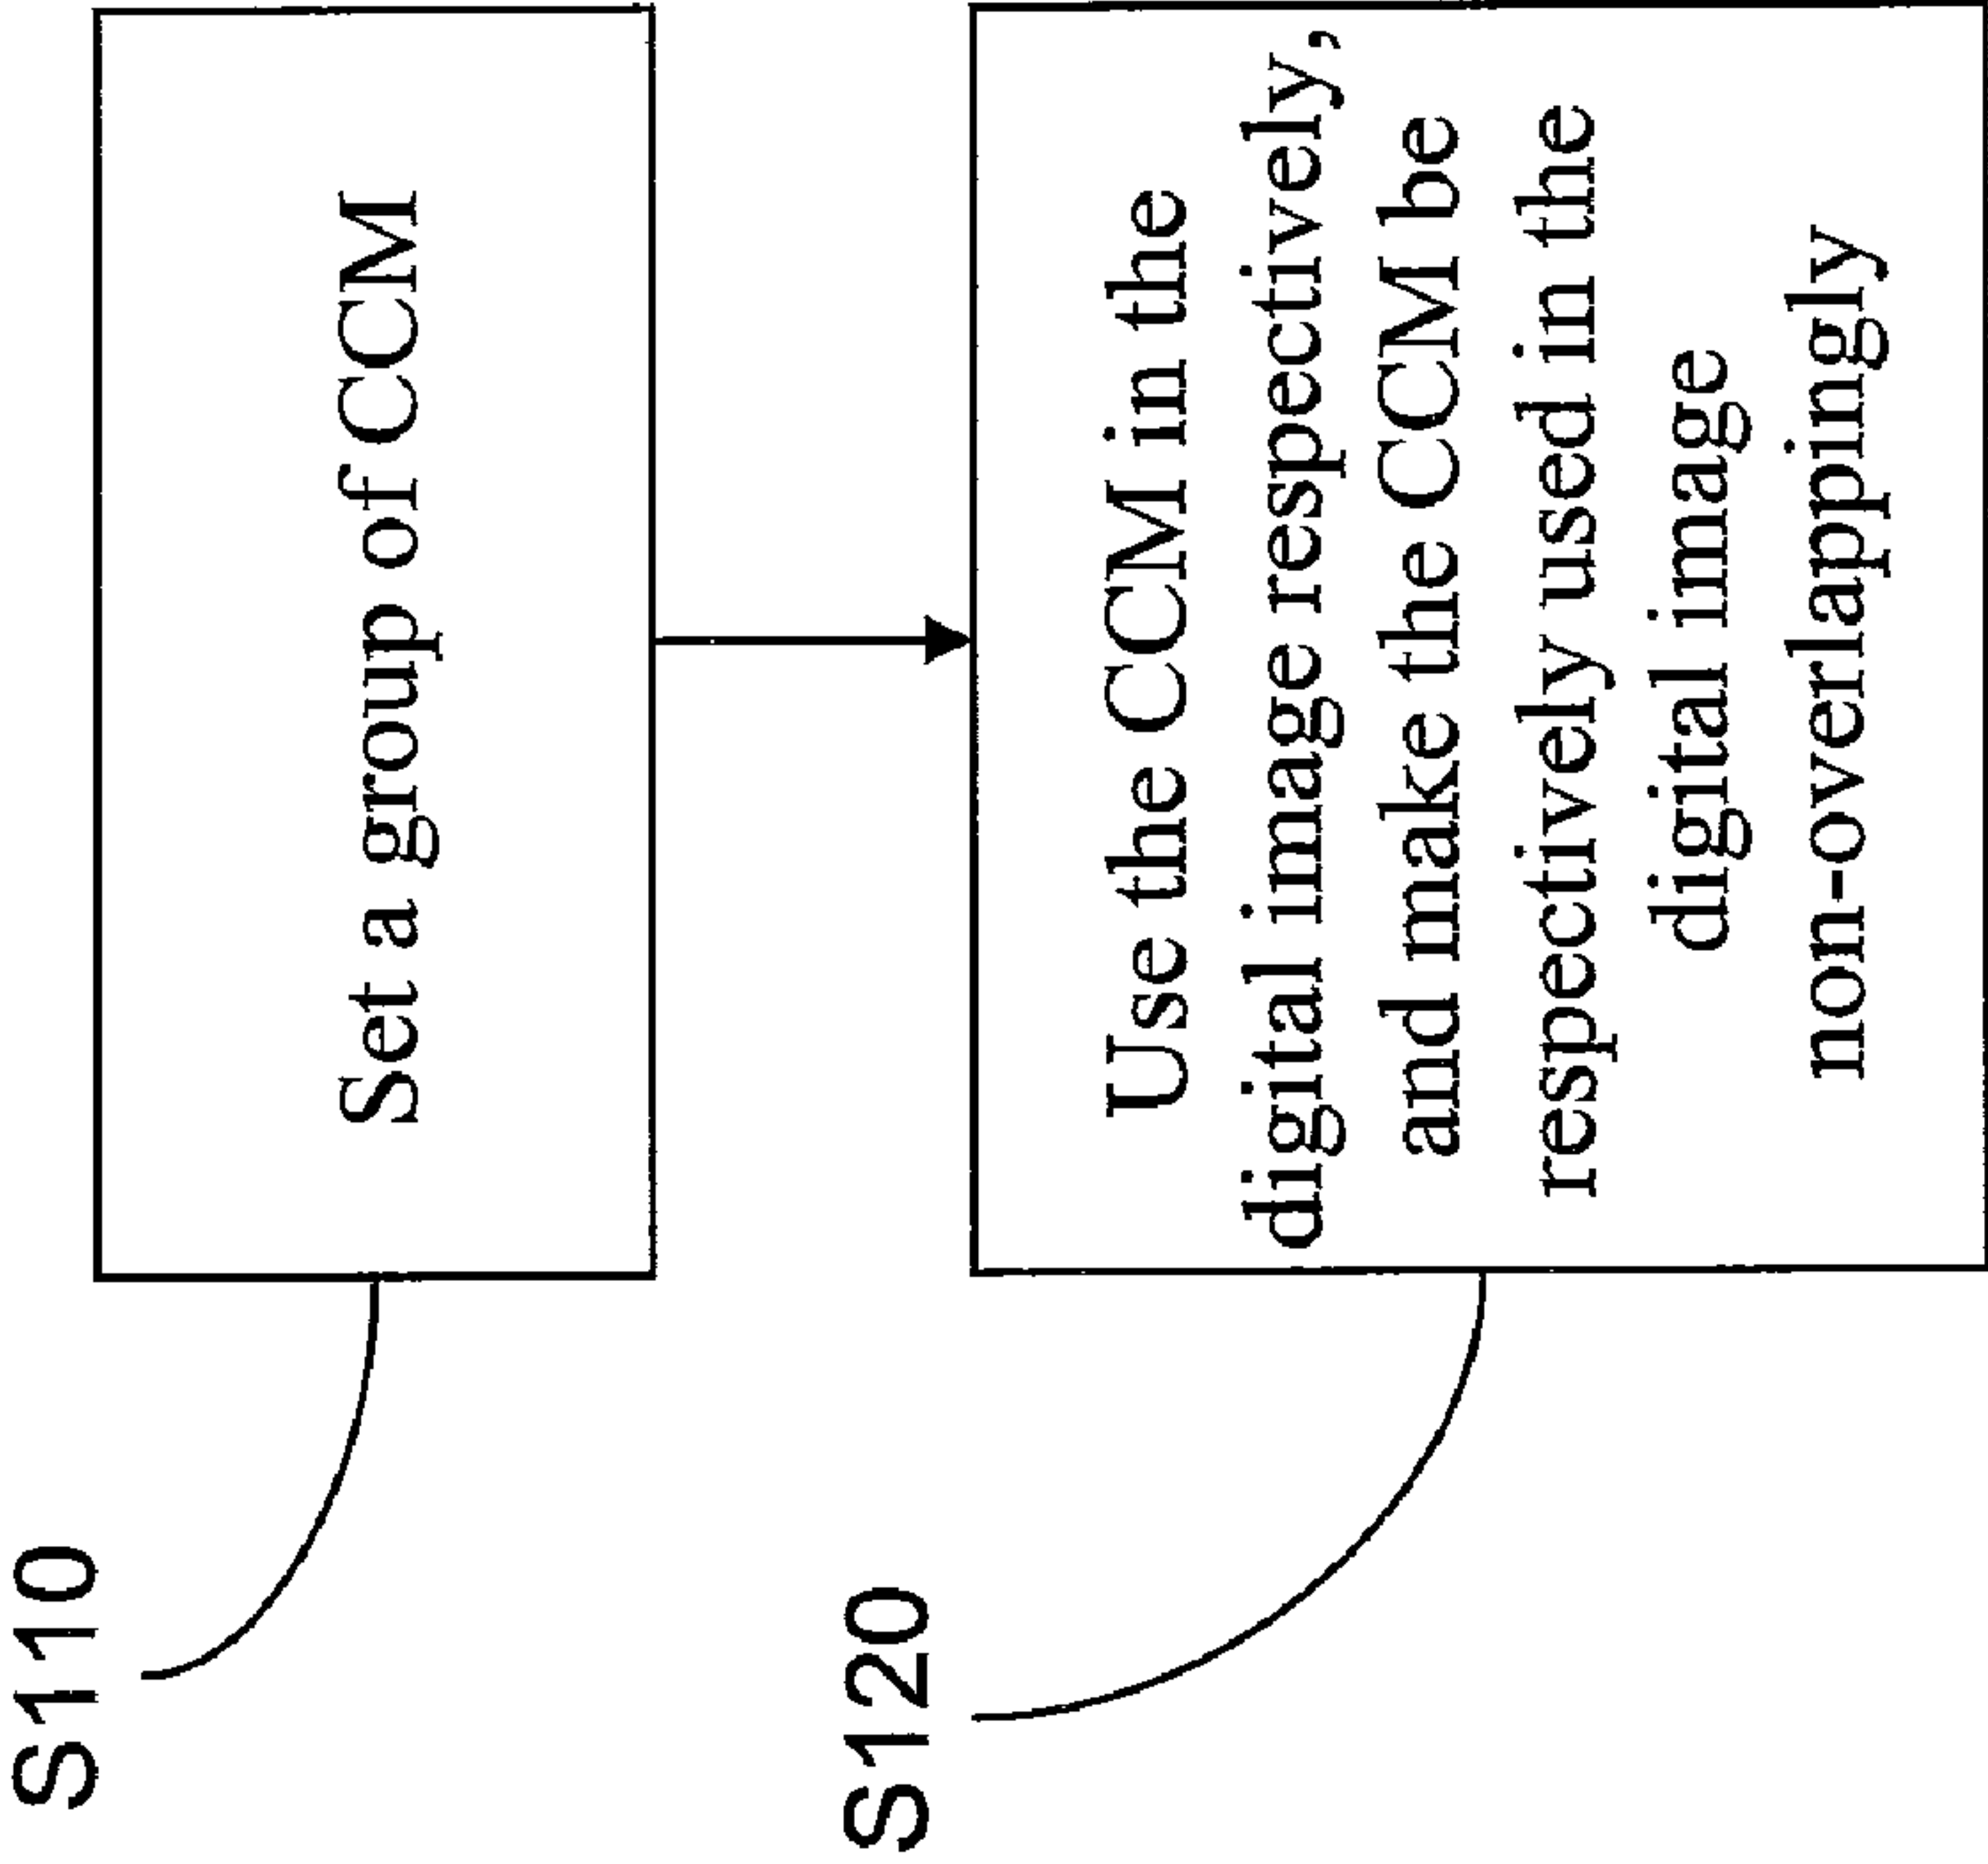 S110
Set a group of CCM
S120
Use the CCM in the
digital image respectively,
and make the CCM be
respectively used in the
digital image
non-overlappingly